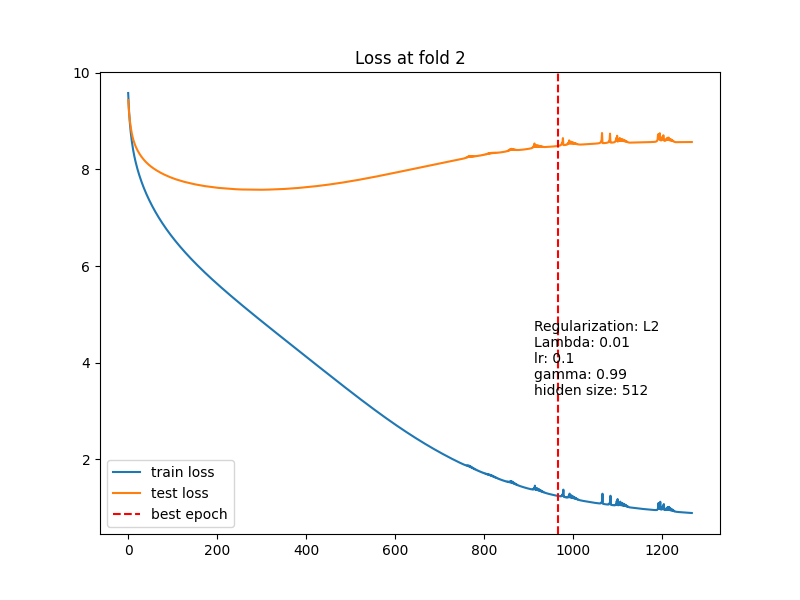 Loss at fold 2
10
8
6
4
2
Regularization: L2
Lambda: 0.01
lr: 0.1
gamma: 0.99
hidden size: 512
train loss
test loss
best epoch
0 200 400 600 800 1000 1200